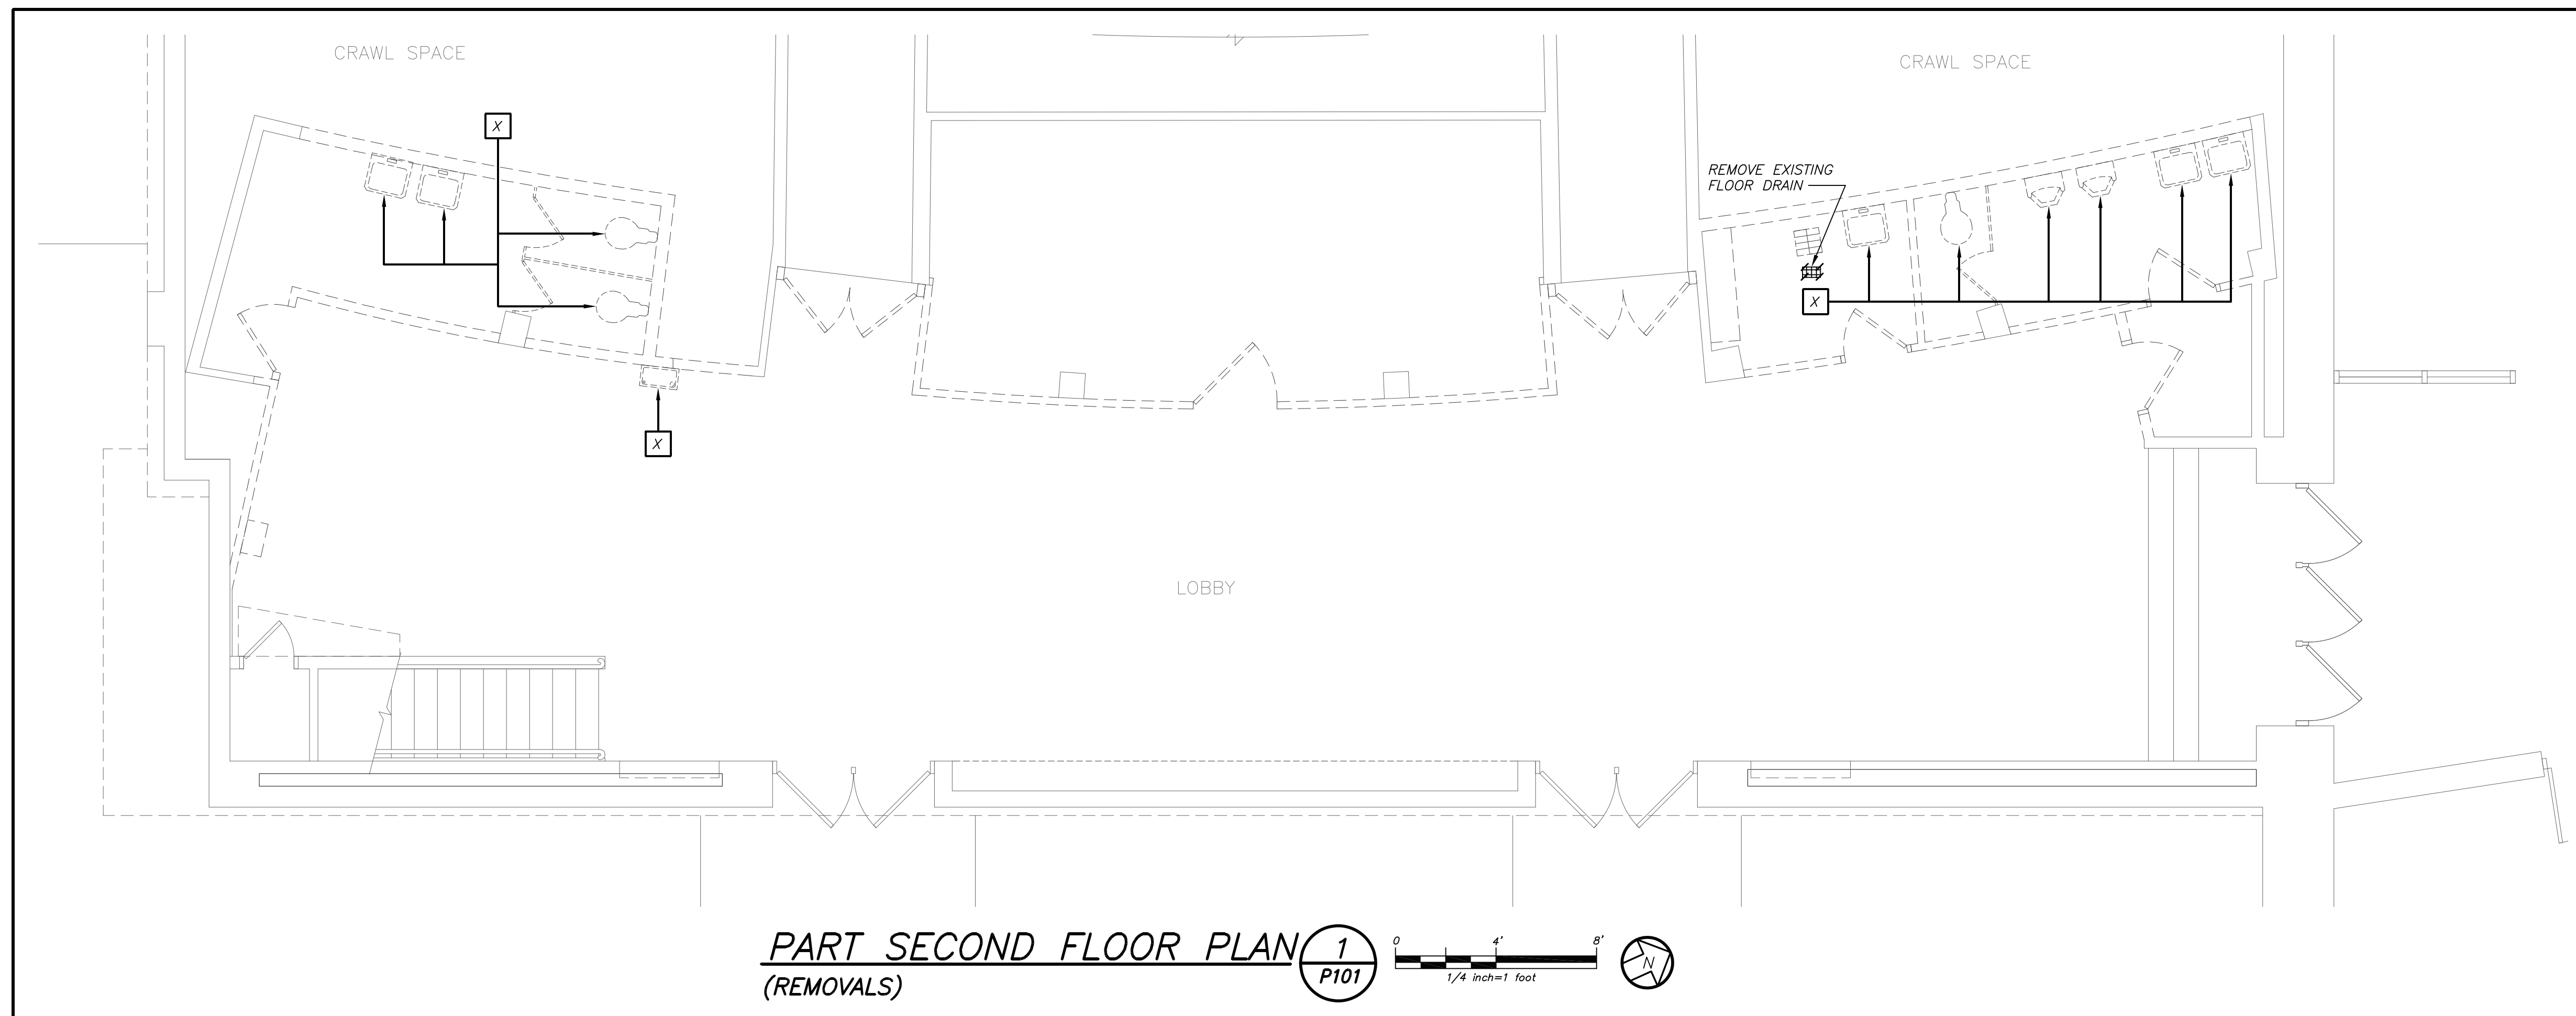 CRAWL SPACE
CRAWL SPACE
X
REMOVE EXISTING
FLOOR DRAIN
X
X
LOBBY
PART SECOND FLOOR PLAN
(REMOVALS)
1
P101
0 4' 8'
1/4 inch=1 foot
N